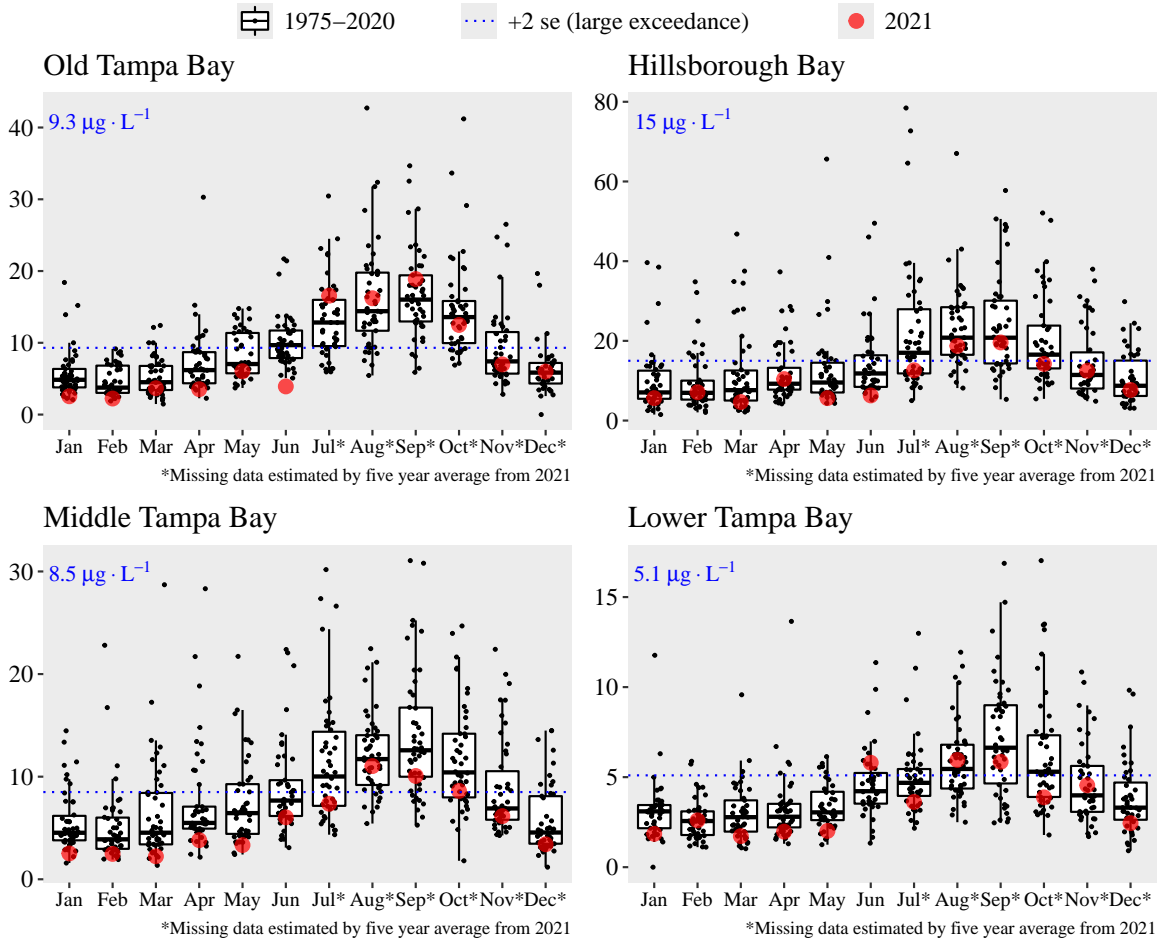 1975−2020 +2 se (large exceedance) 2021
Old Tampa Bay
9.3 μg · L⁻¹
40
30
20
10
0
Jan Feb Mar Apr May Jun Jul* Aug* Sep* Oct* Nov* Dec*
*Missing data estimated by five year average from 2021
Hillsborough Bay
15 μg · L⁻¹
80
60
40
20
0
Jan Feb Mar Apr May Jun Jul* Aug* Sep* Oct* Nov* Dec*
*Missing data estimated by five year average from 2021
Middle Tampa Bay
8.5 μg · L⁻¹
30
20
10
0
Jan Feb Mar Apr May Jun Jul* Aug* Sep* Oct* Nov* Dec*
*Missing data estimated by five year average from 2021
Lower Tampa Bay
5.1 μg · L⁻¹
15
10
5
0
Jan Feb Mar Apr May Jun Jul* Aug* Sep* Oct* Nov* Dec*
*Missing data estimated by five year average from 2021